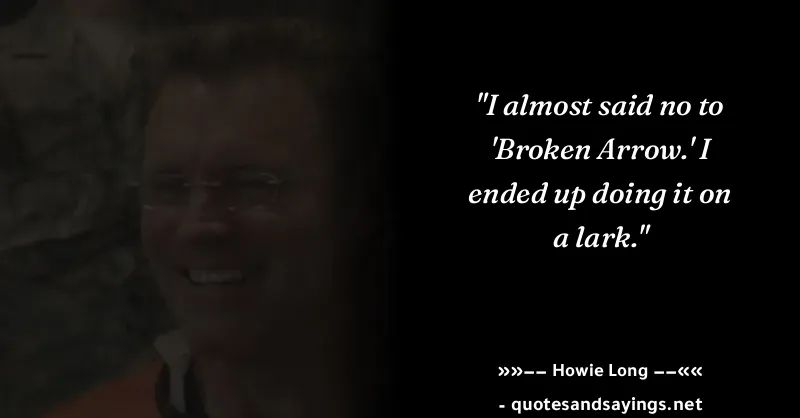 "I almost said no to
'Broken Arrow.' I
ended up doing it on
a lark."
»»–– Howie Long ––««
- quotesandsayings.net